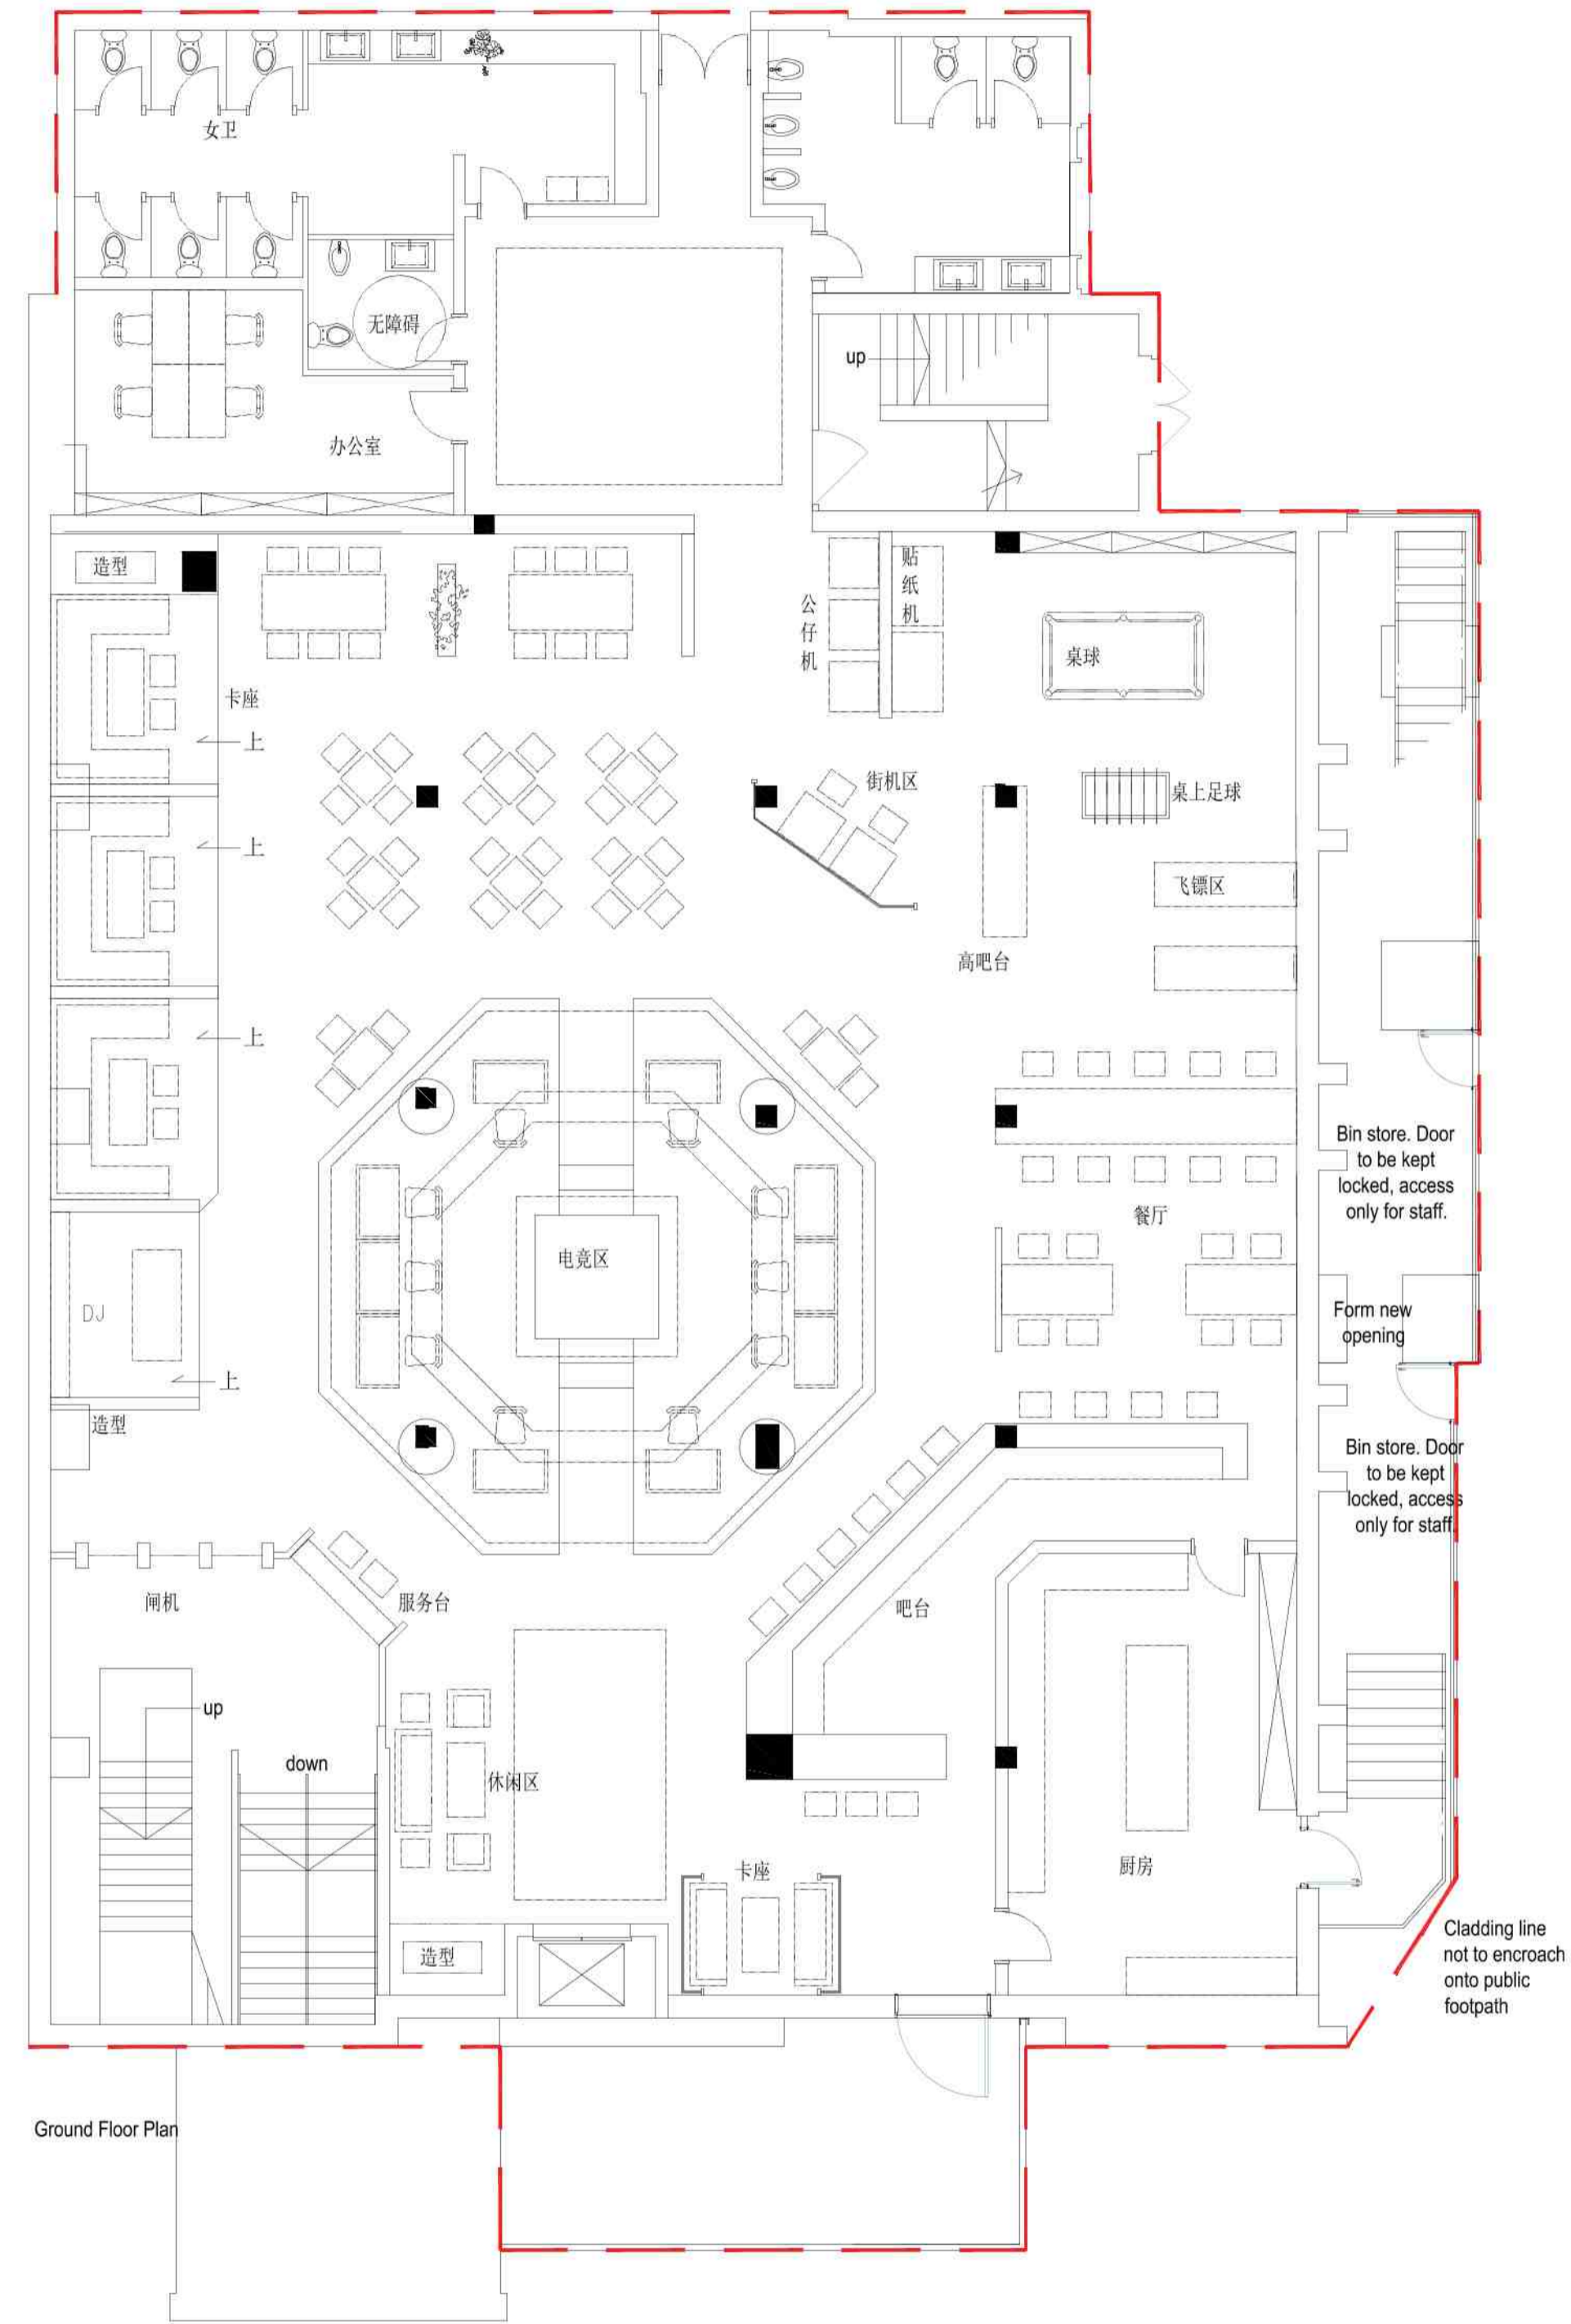 女卫
无障碍
up
办公室
造型
贴
纸
机
公
仔
机
桌球
卡座
上
街机区
桌上足球
上
飞镖区
高吧台
上
Bin store. Door
to be kept
locked, access
only for staff.
餐厅
电竞区
DJ
Form new
opening
上
造型
Bin store. Door
to be kept
locked, access
only for staff.
闸机
服务台
吧台
up
down
休闲区
卡座
厨房
造型
Cladding line
not to encroach
onto public
footpath
Ground Floor Plan